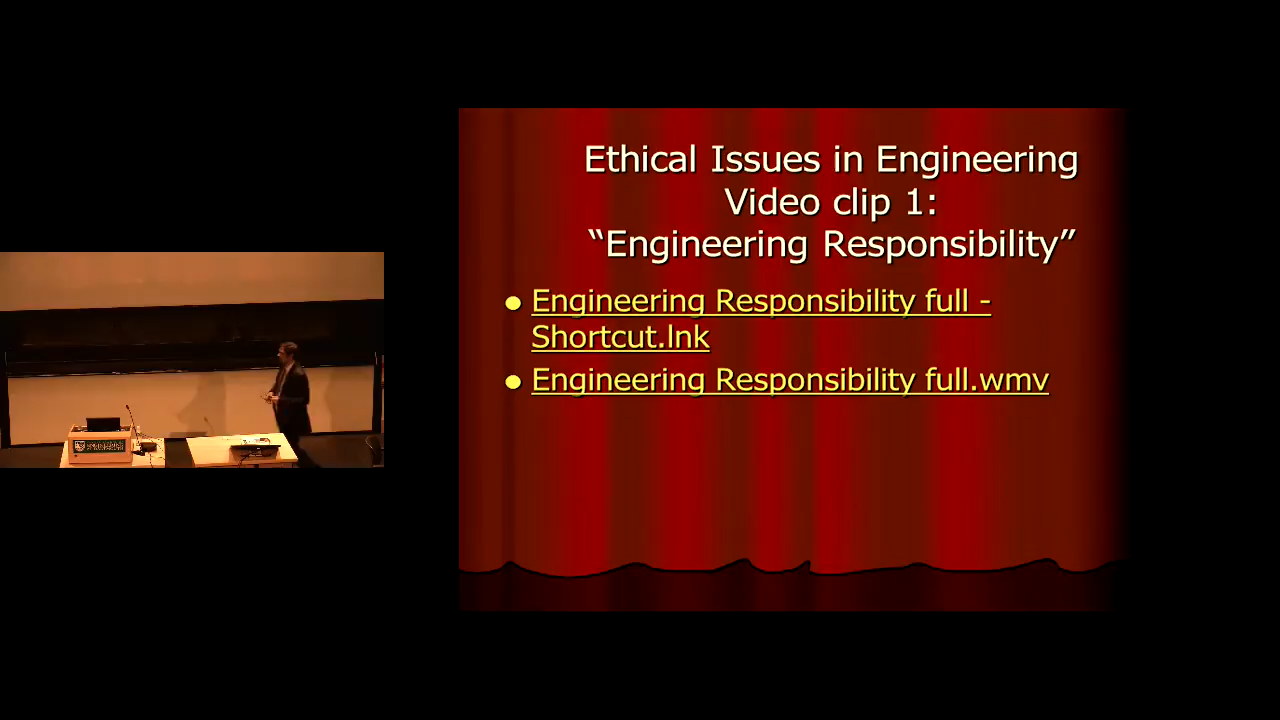 Ethical Issues in Engineering
Video clip 1:
“Engineering Responsibility”
Engineering Responsibility full -
Shortcut.lnk
Engineering Responsibility full.wmv